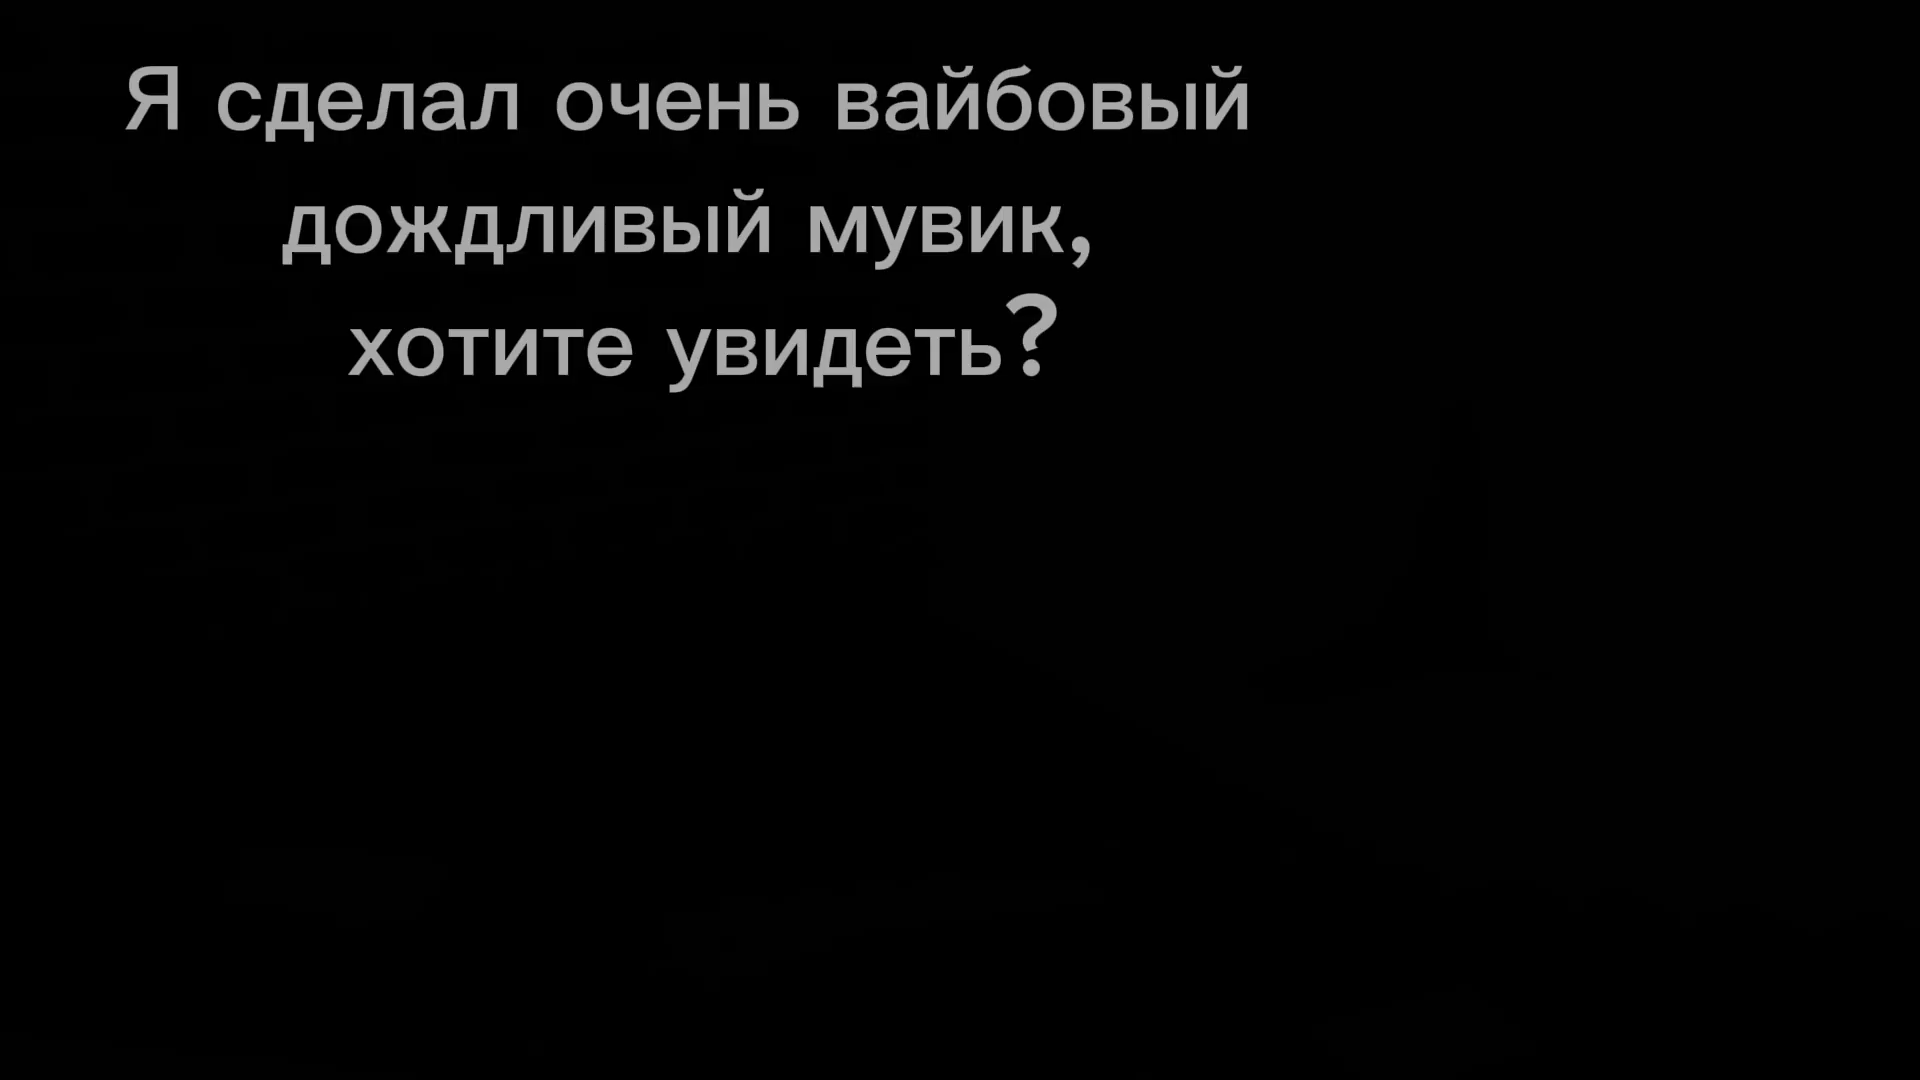 Я сделал очень вайбовый
дождливый мувик,
хотите увидеть?